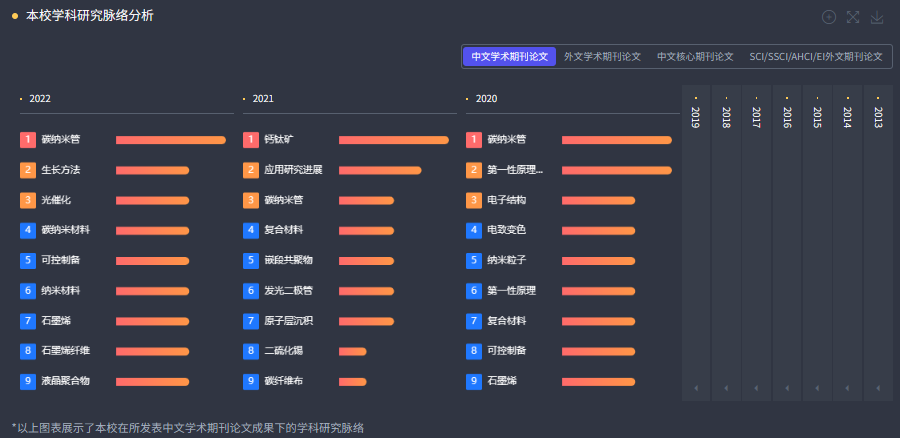 本校学科研究脉络分析
中文学术期刊论文 外文学术期刊论文 中文核心期刊论文 SCI/SSCI/AHCI/EI外文期刊论文
2022
1 碳纳米管
2 生长方法
3 光催化
4 碳纳米材料
5 可控制备
6 纳米材料
7 石墨烯
8 石墨烯纤维
9 液晶聚合物
2021
1 钙钛矿
2 应用研究进展
3 碳纳米管
4 复合材料
5 嵌段共聚物
6 发光二极管
7 原子层沉积
8 二硫化锡
9 碳纤维布
2020
1 碳纳米管
2 第一性原理...
3 电子结构
4 电致变色
5 纳米粒子
6 第一性原理
7 复合材料
8 可控制备
9 石墨烯
2019
2018
2017
2016
2015
2014
2013
*以上图表展示了本校在所发表中文学术期刊论文成果下的学科研究脉络